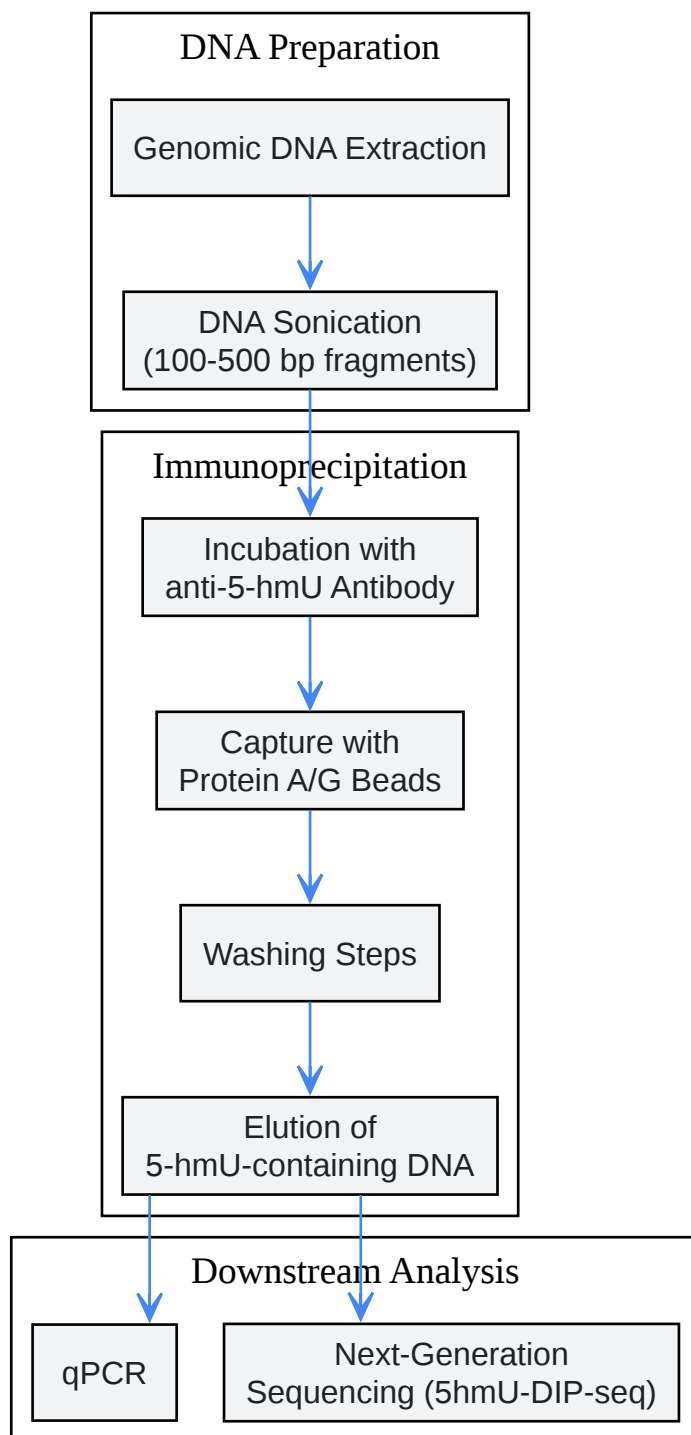 DNA Preparation
Genomic DNA Extraction
DNA Sonication
(100-500 bp fragments)
Immunoprecipitation
Incubation with
anti-5-hmU Antibody
Capture with
Protein A/G Beads
Washing Steps
Elution of
5-hmU-containing DNA
Downstream Analysis
qPCR
Next-Generation
Sequencing (5hmU-DIP-seq)